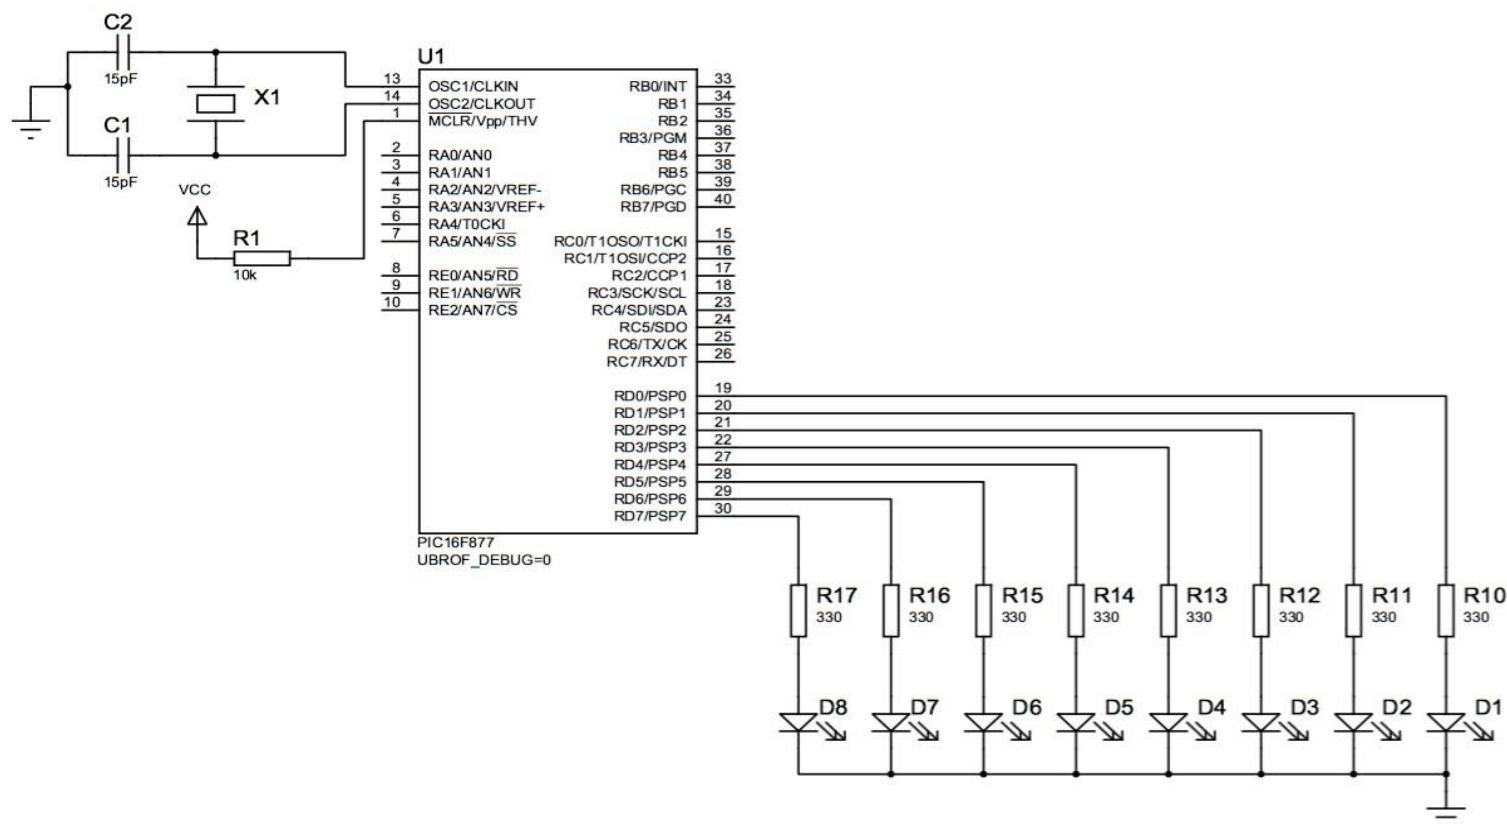 C2
15pF
X1
C1
15pF
VCC
R1
10k
U1
13 OSC1/CLKIN
14 OSC2/CLKOUT
1 MCLR/Vpp/THV
2 RA0/AN0
3 RA1/AN1
4 RA2/AN2/VREF-
5 RA3/AN3/VREF+
6 RA4/T0CKI
7 RA5/AN4/SS
8 RE0/AN5/RD
9 RE1/AN6/WR
10 RE2/AN7/CS
RB0/INT 33
RB1 34
RB2 35
RB3/PGM 36
RB4 37
RB5 38
RB6/PGC 39
RB7/PGD 40
RC0/T1OSO/T1CKI 15
RC1/T1OSI/CCP2 16
RC2/CCP1 17
RC3/SCK/SCL 18
RC4/SDI/SDA 23
RC5/SDO 24
RC6/TX/CK 25
RC7/RX/DT 26
RD0/PSP0 19
RD1/PSP1 20
RD2/PSP2 21
RD3/PSP3 22
RD4/PSP4 27
RD5/PSP5 28
RD6/PSP6 29
RD7/PSP7 30
PIC16F877
UBROF_DEBUG=0
R17 R16 R15 R14 R13 R12 R11 R10
330 330 330 330 330 330 330 330
D8 D7 D6 D5 D4 D3 D2 D1